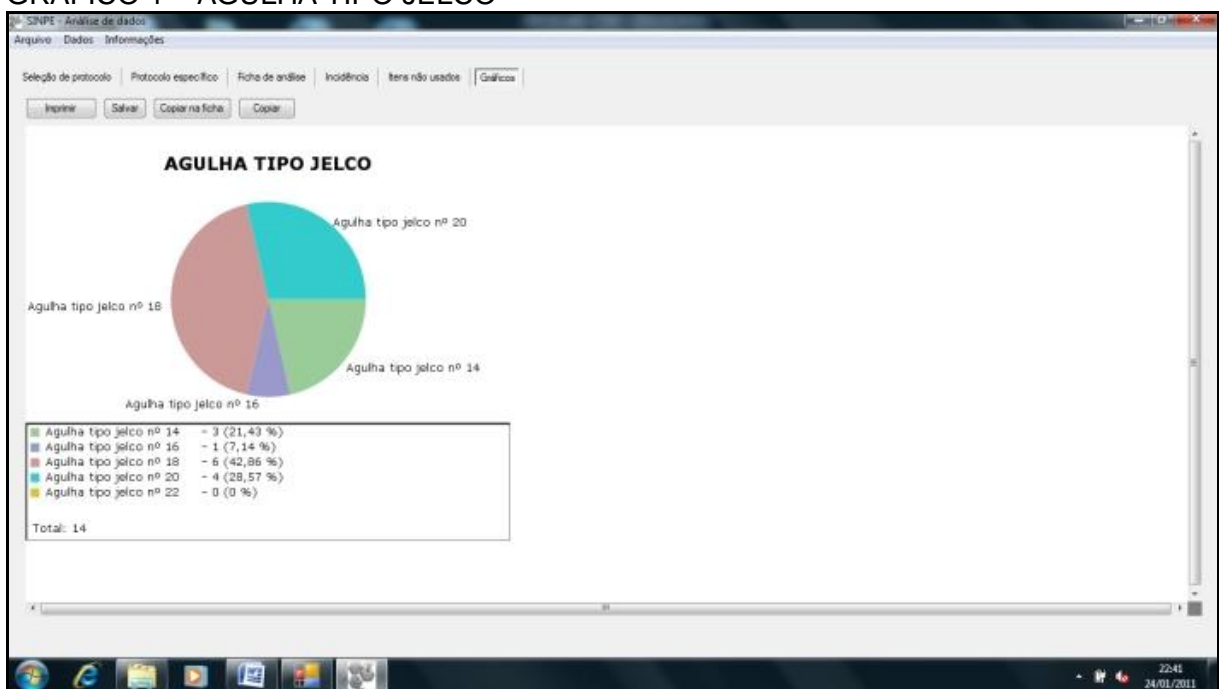 GRÁFICO 1 – AGULHA TIPO JELCO
SINPE - Análise de dados
Arquivo Dados Informações
Seleção de protocolo Protocolo específico Ficha de análise Incidência Itens não usados Gráficos
Imprimir Salvar Copiar na ficha Copiar
AGULHA TIPO JELCO
Agulha tipo jelco nº 20
Agulha tipo jelco nº 18
Agulha tipo jelco nº 14
Agulha tipo jelco nº 16
Agulha tipo jelco nº 14 - 3 (21,43 %)
Agulha tipo jelco nº 16 - 1 (7,14 %)
Agulha tipo jelco nº 18 - 6 (42,86 %)
Agulha tipo jelco nº 20 - 4 (28,57 %)
Agulha tipo jelco nº 22 - 0 (0 %)
Total: 14
22:41
24/01/2011